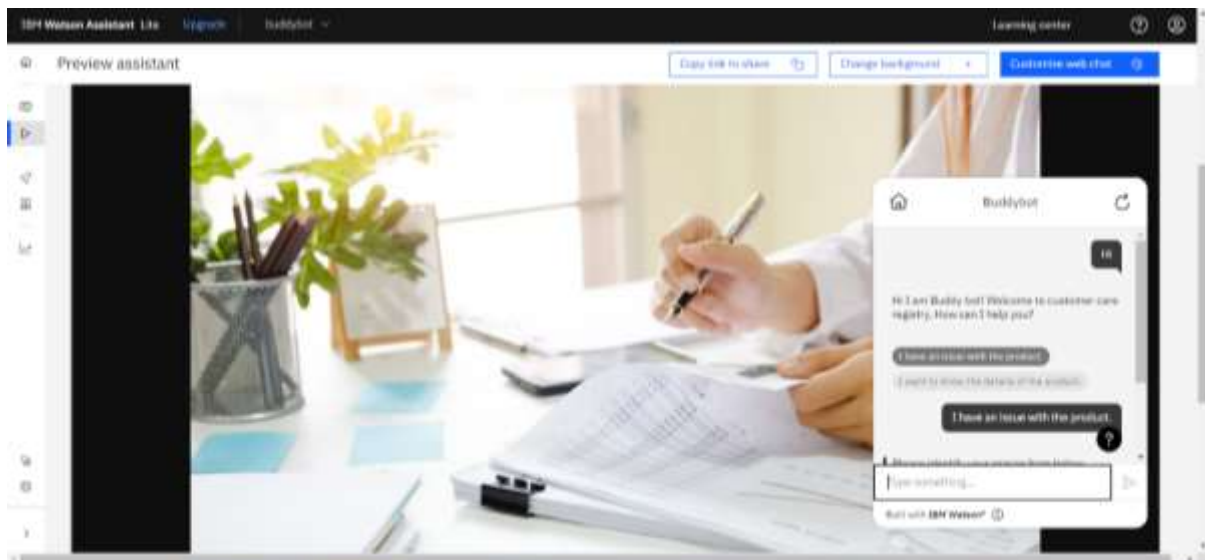 IBM Watson Assistant Lite
Upgrade
buddybot
Learning center
Preview assistant
Copy link to share
Change background
Customize web chat
Buddybot
Hi
Hi I am Buddy bot! Welcome to customer care
registry, How can I help you?
I have an issue with the product.
I want to know the details of the product.
I have an issue with the product.
?
Type something...
Built with IBM Watson®